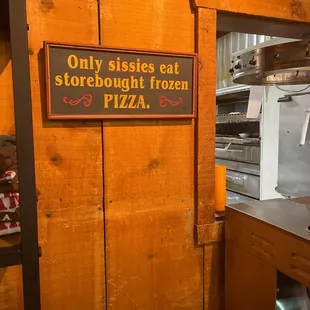 Only sissies eat
storebought frozen
PIZZA.